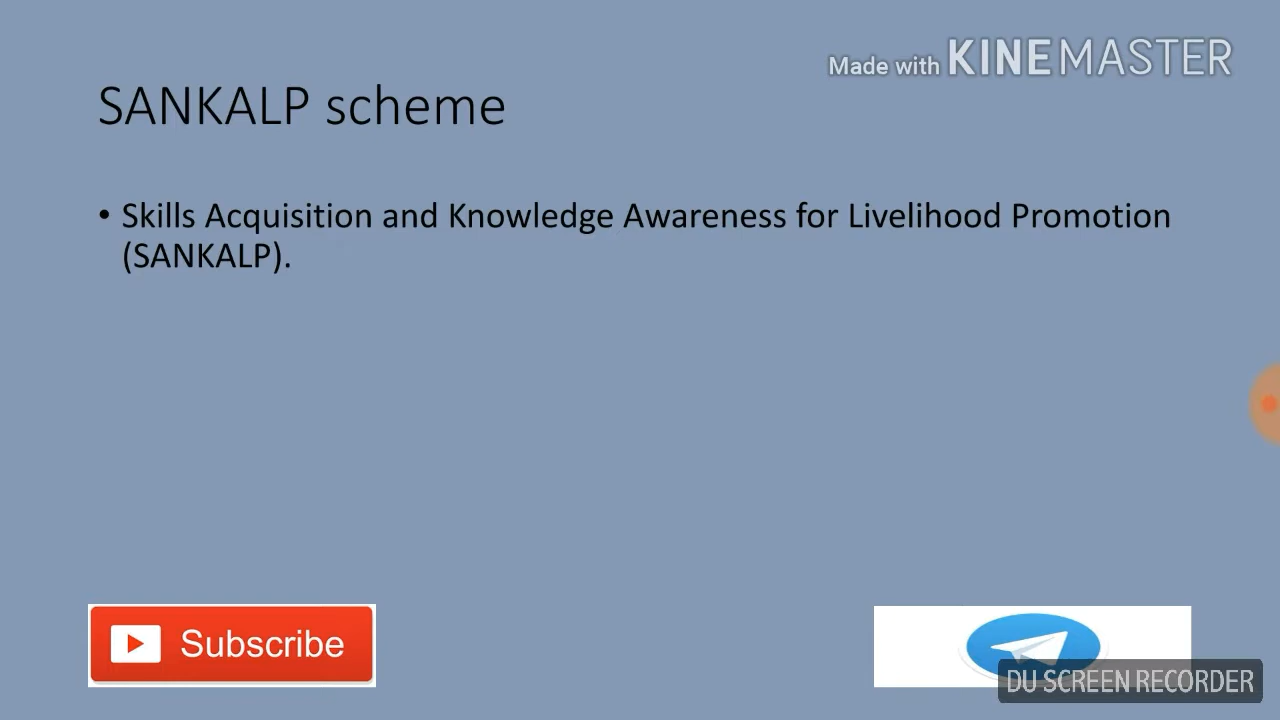 Made with KINEMASTER
SANKALP scheme
• Skills Acquisition and Knowledge Awareness for Livelihood Promotion
(SANKALP).
Subscribe
DU SCREEN RECORDER